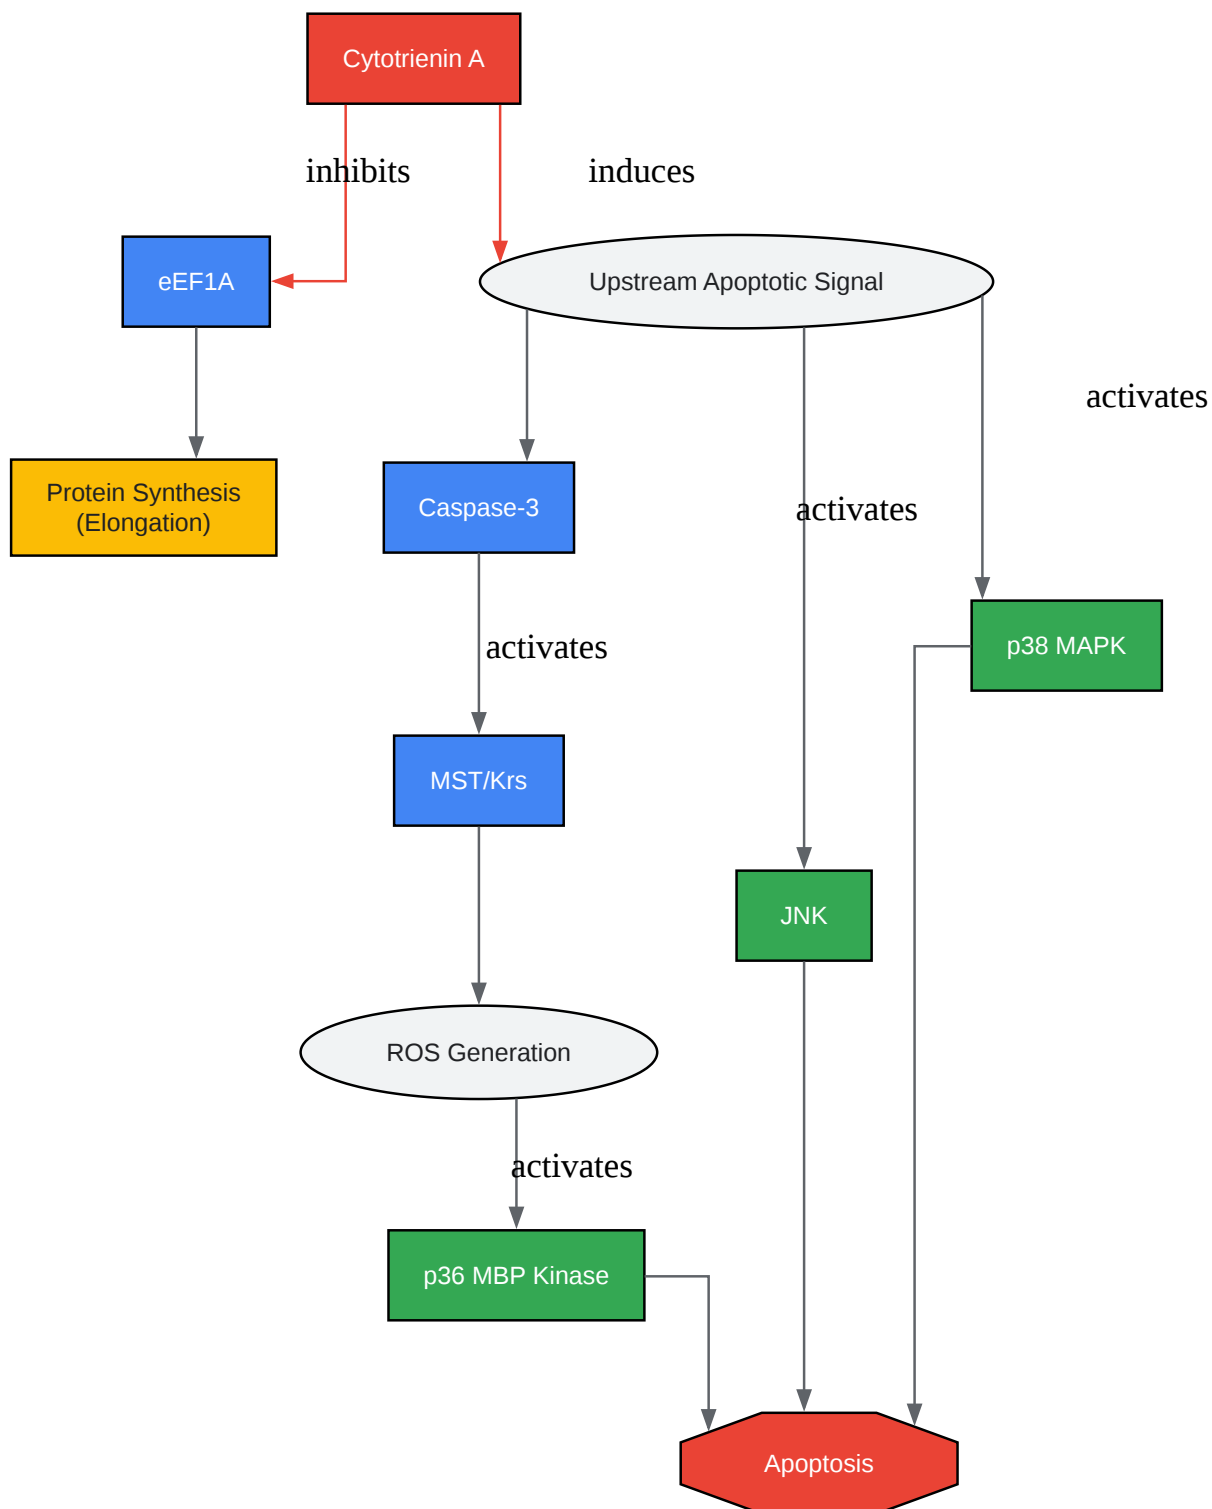 Cytotrienin A
inhibits
induces
eEF1A
Upstream Apoptotic Signal
activates
Protein Synthesis
(Elongation)
Caspase-3
activates
activates
p38 MAPK
MST/Krs
JNK
ROS Generation
activates
p36 MBP Kinase
Apoptosis